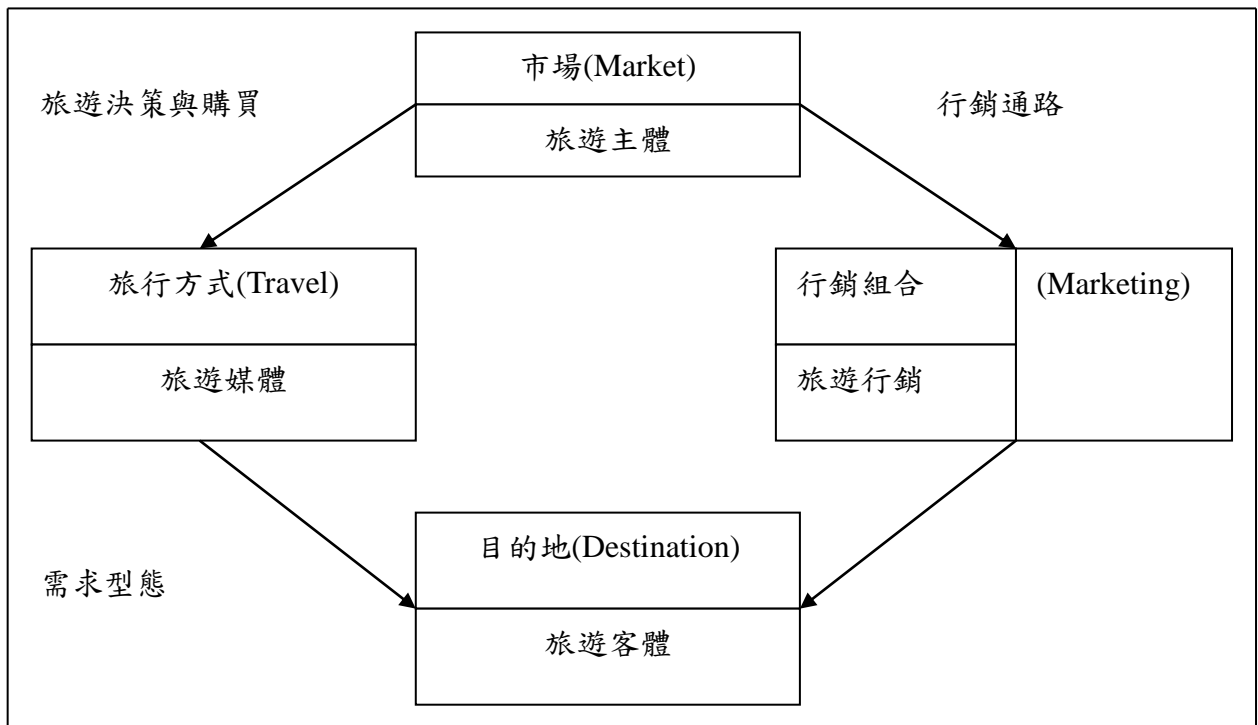 市場(Market)
旅遊決策與購買
行銷通路
旅遊主體
旅行方式(Travel)
行銷組合
(Marketing)
旅遊媒體
旅遊行銷
目的地(Destination)
需求型態
旅遊客體